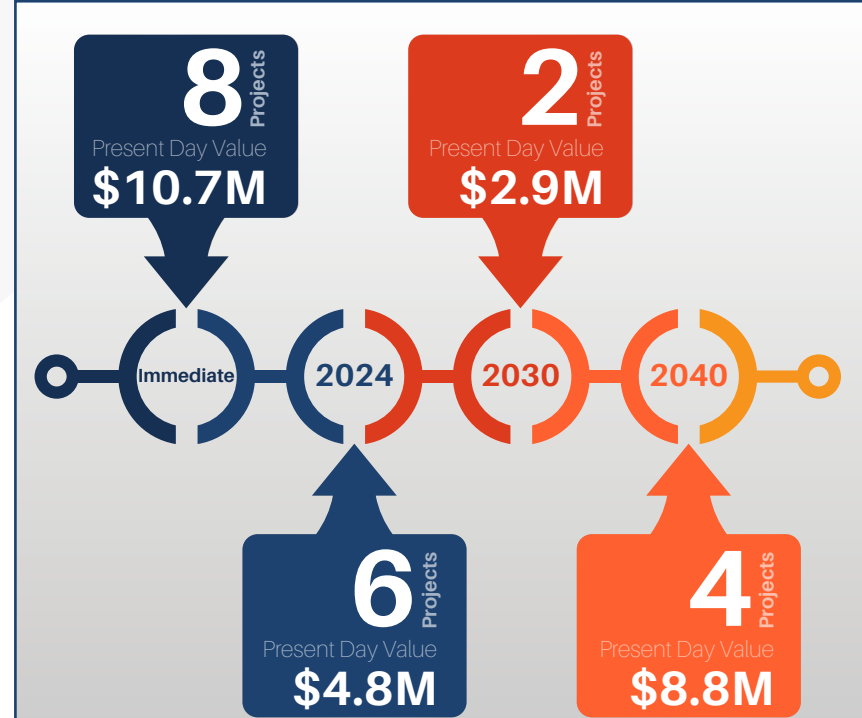 8 Projects
Present Day Value
$10.7M
2 Projects
Present Day Value
$2.9M
Immediate
2024
2030
2040
6 Projects
Present Day Value
$4.8M
4 Projects
Present Day Value
$8.8M